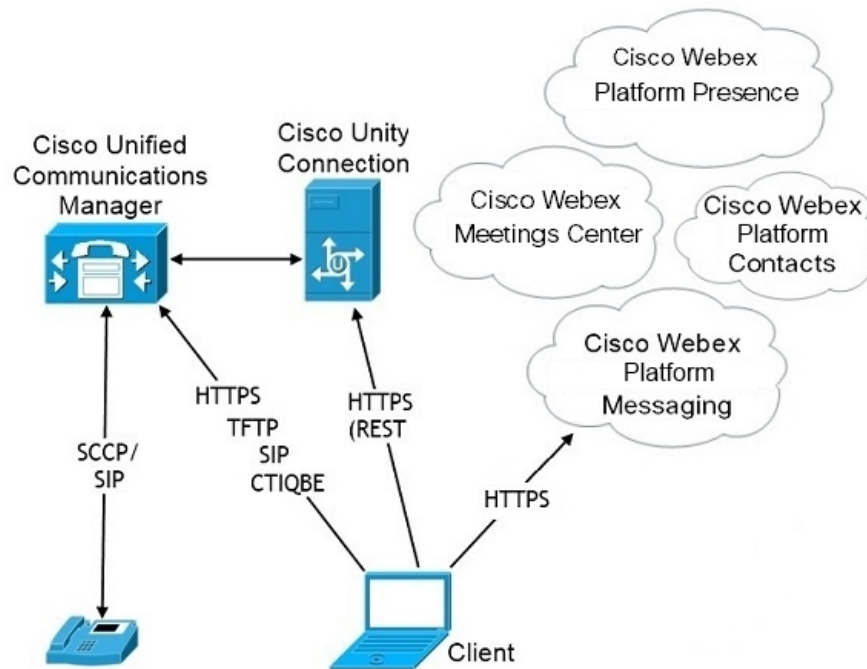 Cisco Webex
Platform Presence
Cisco Unity
Connection
Cisco Unified
Communications
Manager
Cisco Webex
Meetings Center
Cisco Webex
Platform
Contacts
U
Cisco Webex
Platform
Messaging
HTTPS
TFTP
SIP
CTIQBE
HTTPS
(REST
SCCP/
SIP
HTTPS
Client